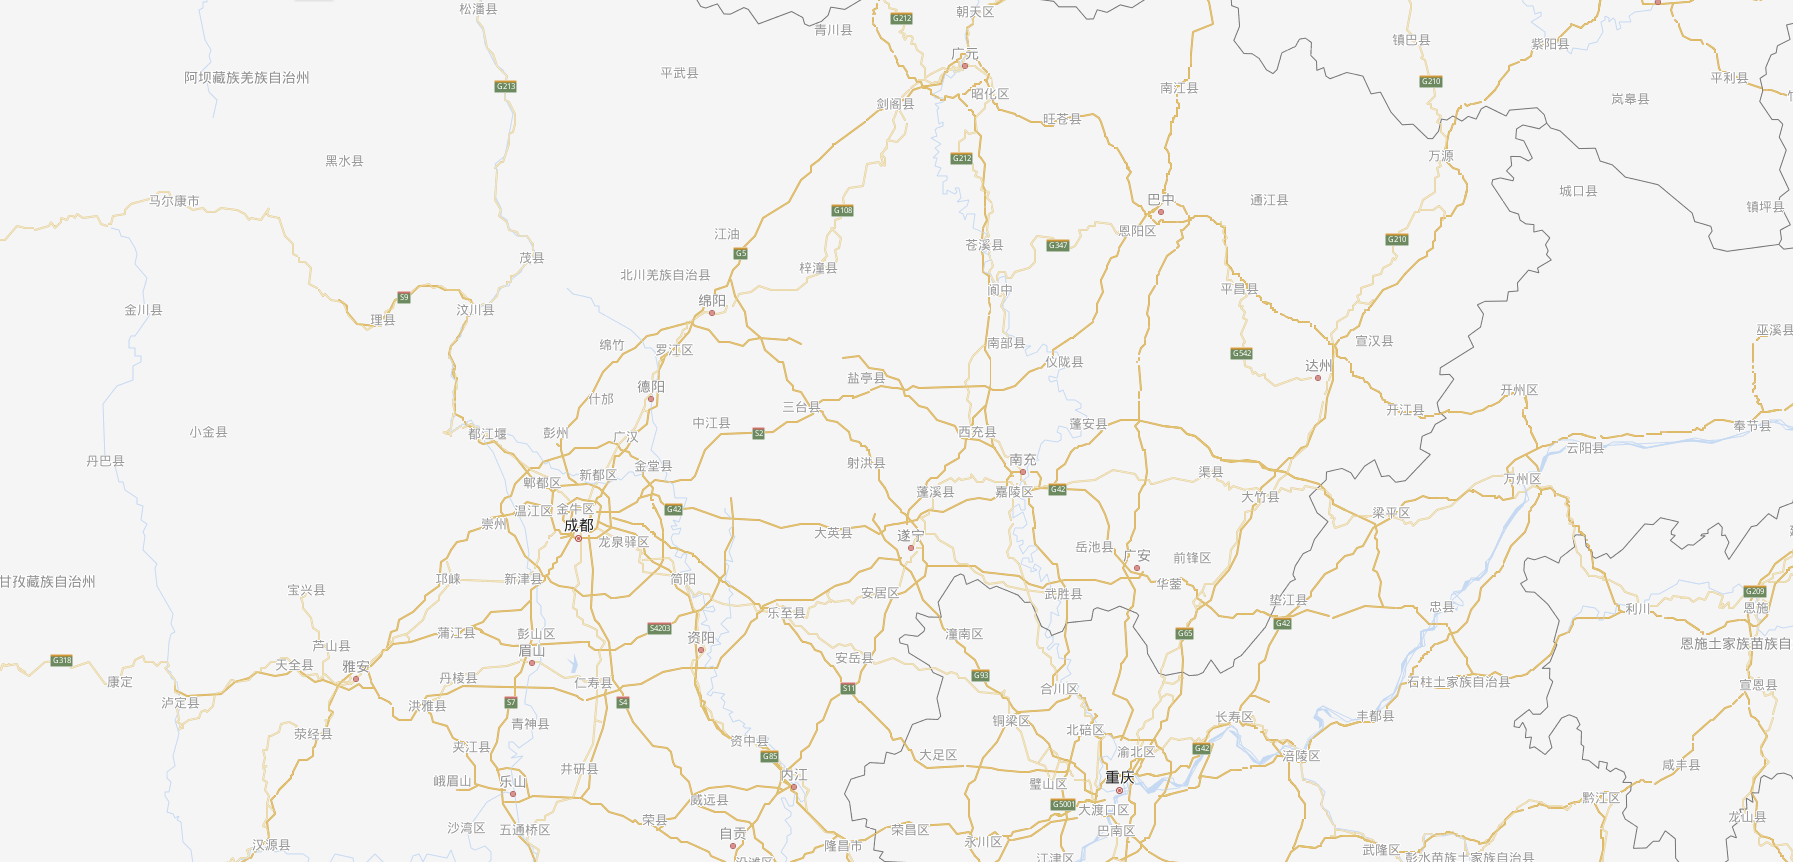 松潘县
G212
朝天区
青川县
镇巴县
紫阳县
广元
阿坝藏族羌族自治州
平武县
G213
剑阁县
昭化区
南江县
G210
平利县
岚皋县
旺苍县
黑水县
G212
万源
马尔康市
G108
巴中
通江县
城口县
镇坪县
江油
G5
苍溪县
G347
恩阳区
G210
茂县
北川羌族自治县
梓潼县
阆中
平昌县
S9
绵阳
金川县
理县
汶川县
绵竹
罗江区
南部县
仪陇县
G542
宣汉县
巫溪县
达州
德阳
盐亭县
什邡
三台县
开州区
开江县
小金县
都江堰
彭州
广汉
中江县
S2
西充县
蓬安县
奉节县
云阳县
丹巴县
郫都区
新都区
金堂县
射洪县
南充
渠县
万州区
蓬溪县
嘉陵区
G42
大竹县
崇州
温江区
金牛区
成都
G42
大英县
遂宁
梁平区
龙泉驿区
岳池县
广安
前锋区
甘孜藏族自治州
宝兴县
邛崃
新津县
简阳
安居区
武胜县
华蓥
垫江县
忠县
G209
利川
恩施
乐至县
G42
蒲江县
彭山区
S4203
资阳
潼南区
G65
恩施土家族苗族自
芦山县
眉山
G318
天全县
雅安
安岳县
康定
丹棱县
仁寿县
G93
S11
合川区
石柱土家族自治县
宣恩县
泸定县
洪雅县
S7
S4
青神县
铜梁区
长寿区
丰都县
荥经县
夹江县
资中县
北碚区
渝北区
G42
大足区
涪陵区
G85
井研县
峨眉山
乐山
内江
重庆
璧山区
咸丰县
威远县
G5001
大渡口区
黔江区
沙湾区
五通桥区
荣县
自贡
荣昌区
巴南区
龙山县
汉源县
隆昌市
永川区
江津区
武隆区
彭水苗族土家族自治县
沿滩区